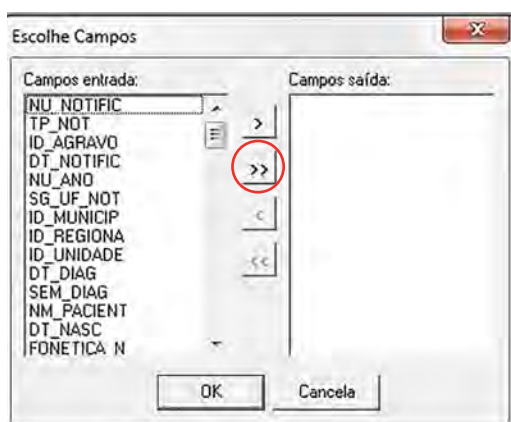 Escolhe Campos
Campos entrada:
Campos saída:
NU_NOTIFIC
TP_NOT
ID_AGRAVO
DT_NOTIFIC
NU_ANO
SG_UF_NOT
ID_MUNICIP
ID_REGIONA
ID_UNIDADE
DT_DIAG
SEM_DIAG
NM_PACIENT
DT_NASC
FONETICA_N
>
>>
<
<<
OK
Cancela